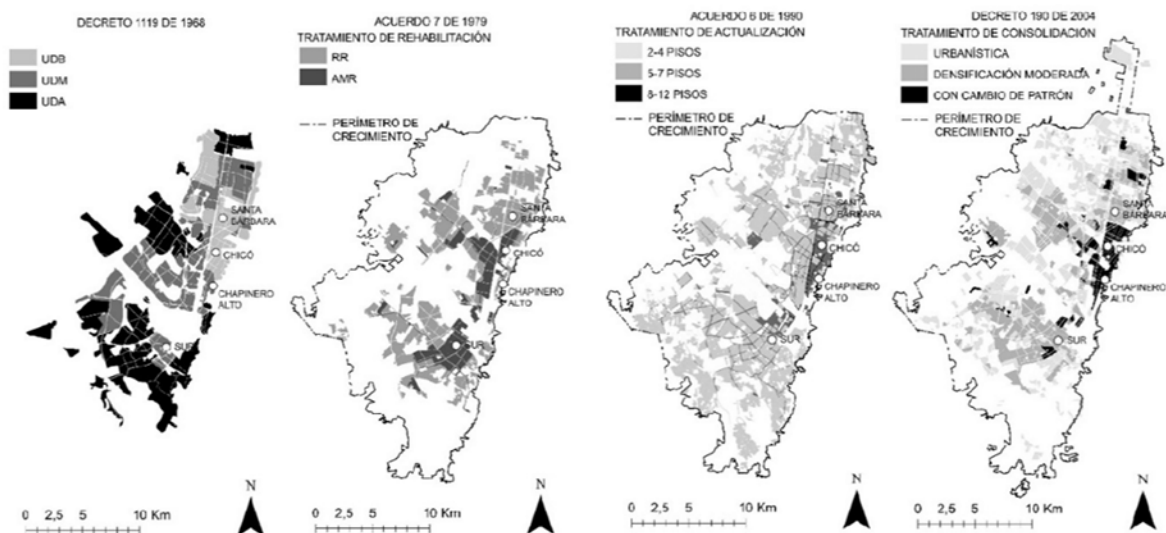 DECRETO 1119 DE 1968
UDB
UDM
UDA
SANTA
BÁRBARA
CHICÓ
CHAPINERO
ALTO
SUR
N
0 2,5 5 10 Km
ACUERDO 7 DE 1979
TRATAMIENTO DE REHABILITACIÓN
RR
AMR
PERÍMETRO DE
CRECIMIENTO
SANTA
BÁRBARA
CHICÓ
CHAPINERO
ALTO
SUR
N
0 2,5 5 10 Km
ACUERDO 6 DE 1990
TRATAMIENTO DE ACTUALIZACIÓN
2-4 PISOS
5-7 PISOS
8-12 PISOS
PERÍMETRO DE
CRECIMIENTO
SANTA
BÁRBARA
CHICÓ
CHAPINERO
ALTO
SUR
N
0 2,5 5 10 Km
DECRETO 190 DE 2004
TRATAMIENTO DE CONSOLIDACIÓN
URBANÍSTICA
DENSIFICACIÓN MODERADA
CON CAMBIO DE PATRÓN
PERÍMETRO DE
CRECIMIENTO
SANTA
BÁRBARA
CHICÓ
CHAPINERO
ALTO
SUR
N
0 2,5 5 10 Km